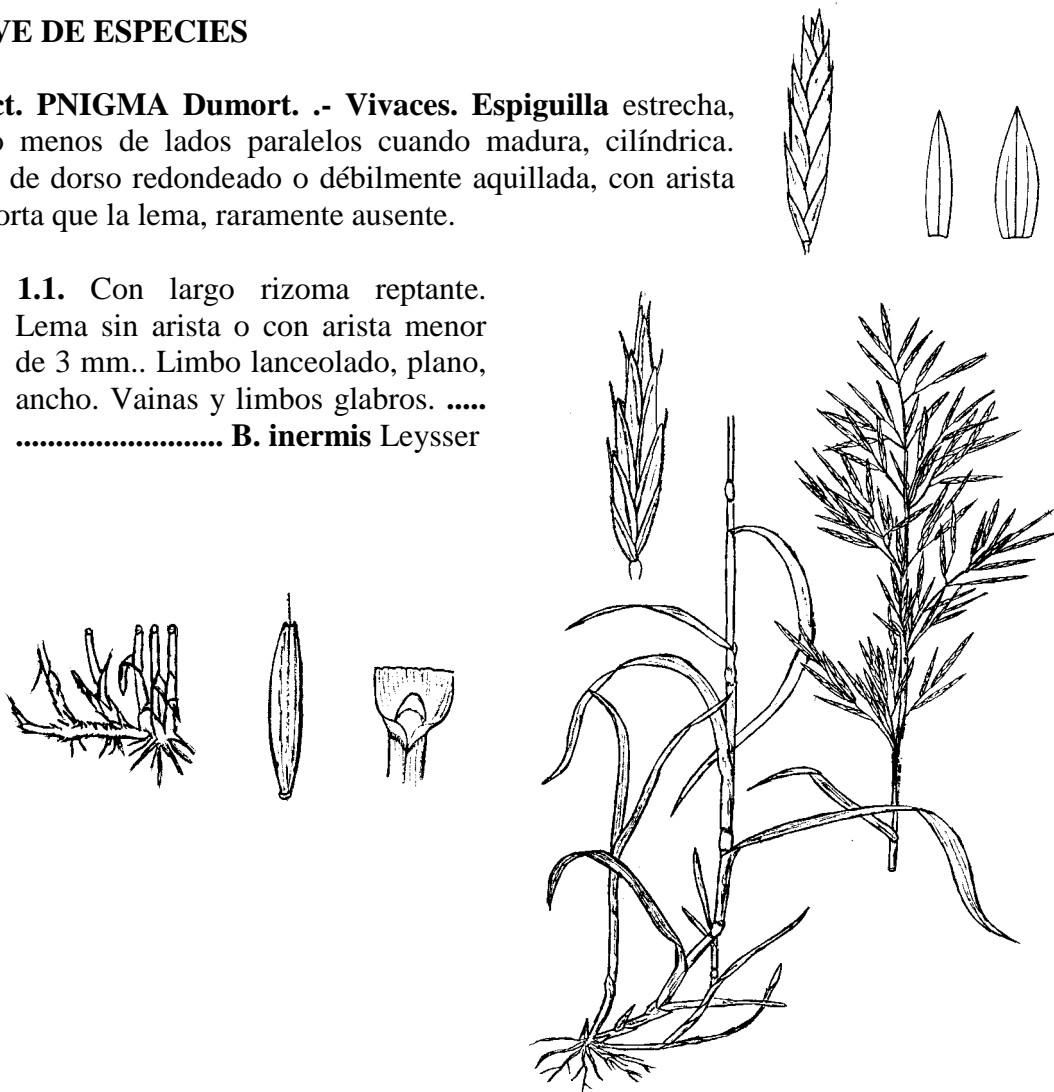 VE DE ESPECIES
ct. PNIGMA Dumort. .- Vivaces. Espiguilla estrecha,
o menos de lados paralelos cuando madura, cilíndrica.
de dorso redondeado o débilmente aquillada, con arista
orta que la lema, raramente ausente.
1.1. Con largo rizoma reptante.
Lema sin arista o con arista menor
de 3 mm.. Limbo lanceolado, plano,
ancho. Vainas y limbos glabros. .....
.......................... B. inermis Leysser